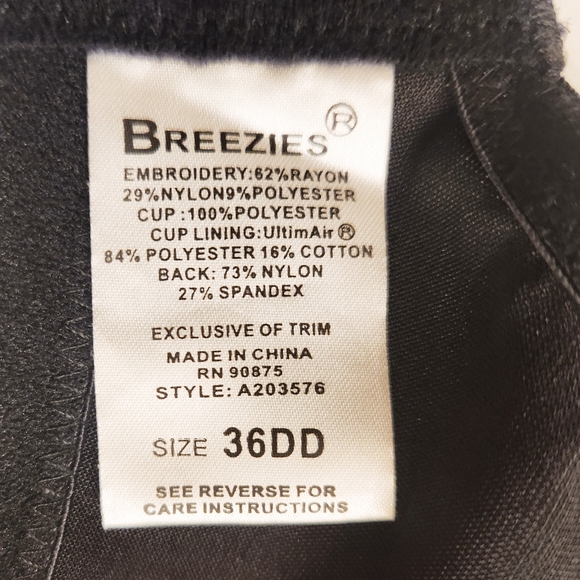 BREEZIES®
EMBROIDERY:62%RAYON
29%NYLON9%POLYESTER
CUP :100%POLYESTER
CUP LINING:UltimAir®
84% POLYESTER 16% COTTON
BACK: 73% NYLON
27% SPANDEX
EXCLUSIVE OF TRIM
MADE IN CHINA
RN 90875
STYLE: A203576
SIZE 36DD
SEE REVERSE FOR
CARE INSTRUCTIONS